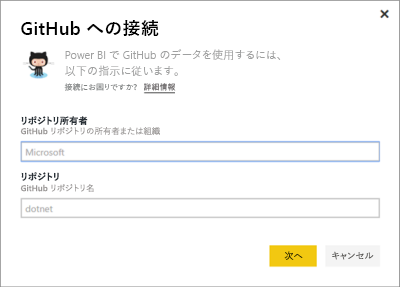 GitHub への接続
Power BI で GitHub のデータを使用するには、
以下の指示に従います。
接続にお困りですか? 詳細情報
リポジトリ所有者
GitHub リポジトリの所有者または組織
Microsoft
リポジトリ
GitHub リポジトリ名
dotnet
次へ キャンセル